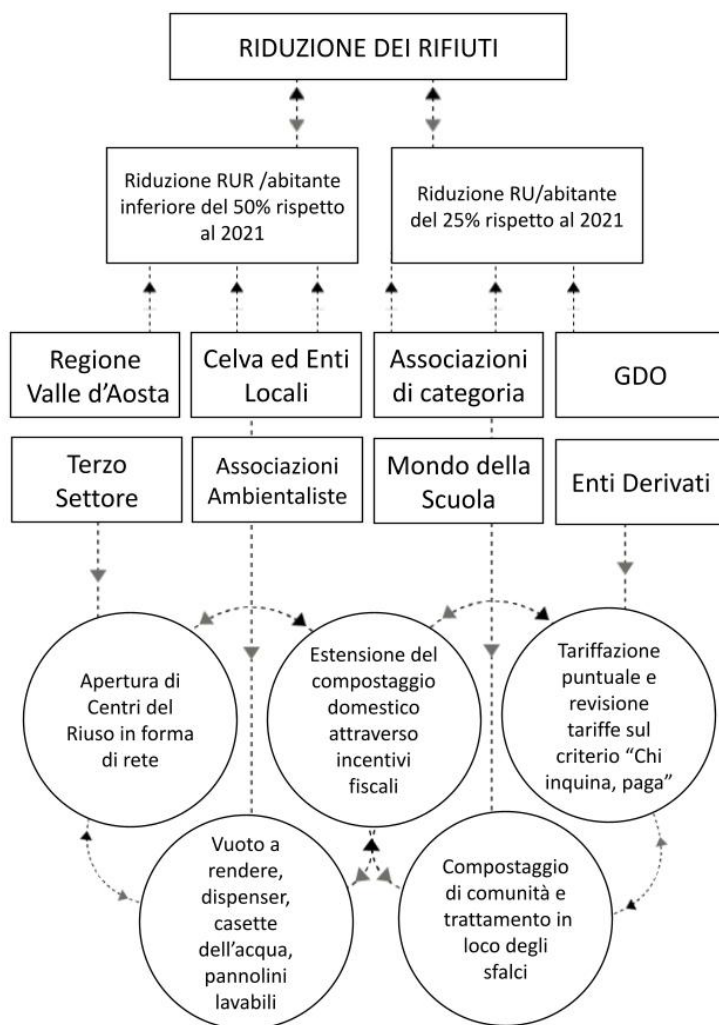 RIDUZIONE DEI RIFIUTI
Riduzione RUR /abitante
inferiore del 50% rispetto
al 2021
Riduzione RU/abitante
del 25% rispetto al 2021
Regione
Valle d'Aosta
Celva ed Enti
Locali
Associazioni
di categoria
GDO
Terzo
Settore
Associazioni
Ambientaliste
Mondo della
Scuola
Enti Derivati
Apertura di
Centri del
Riuso in forma
di rete
Estensione del
compostaggio
domestico
attraverso
incentivi
fiscali
Tariffazione
puntuale e
revisione
tariffe sul
criterio “Chi
inquina, paga”
Vuoto a
rendere,
dispenser,
casette
dell'acqua,
pannolini
lavabili
Compostaggio
di comunità e
trattamento in
loco degli
sfalci